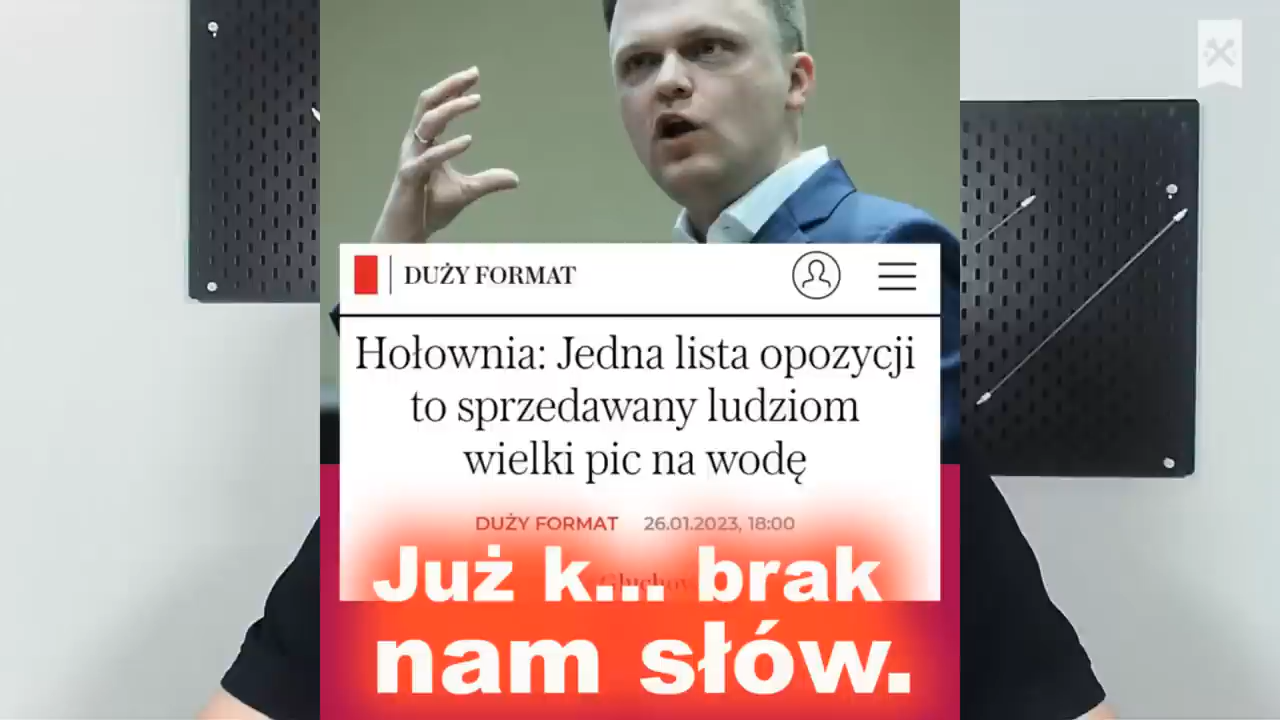 DUŻY FORMAT
Hołownia: Jedna lista opozycji
to sprzedawany ludziom
wielki pic na wodę
DUŻY FORMAT 26.01.2023, 18:00
Już k... brak
nam słów.